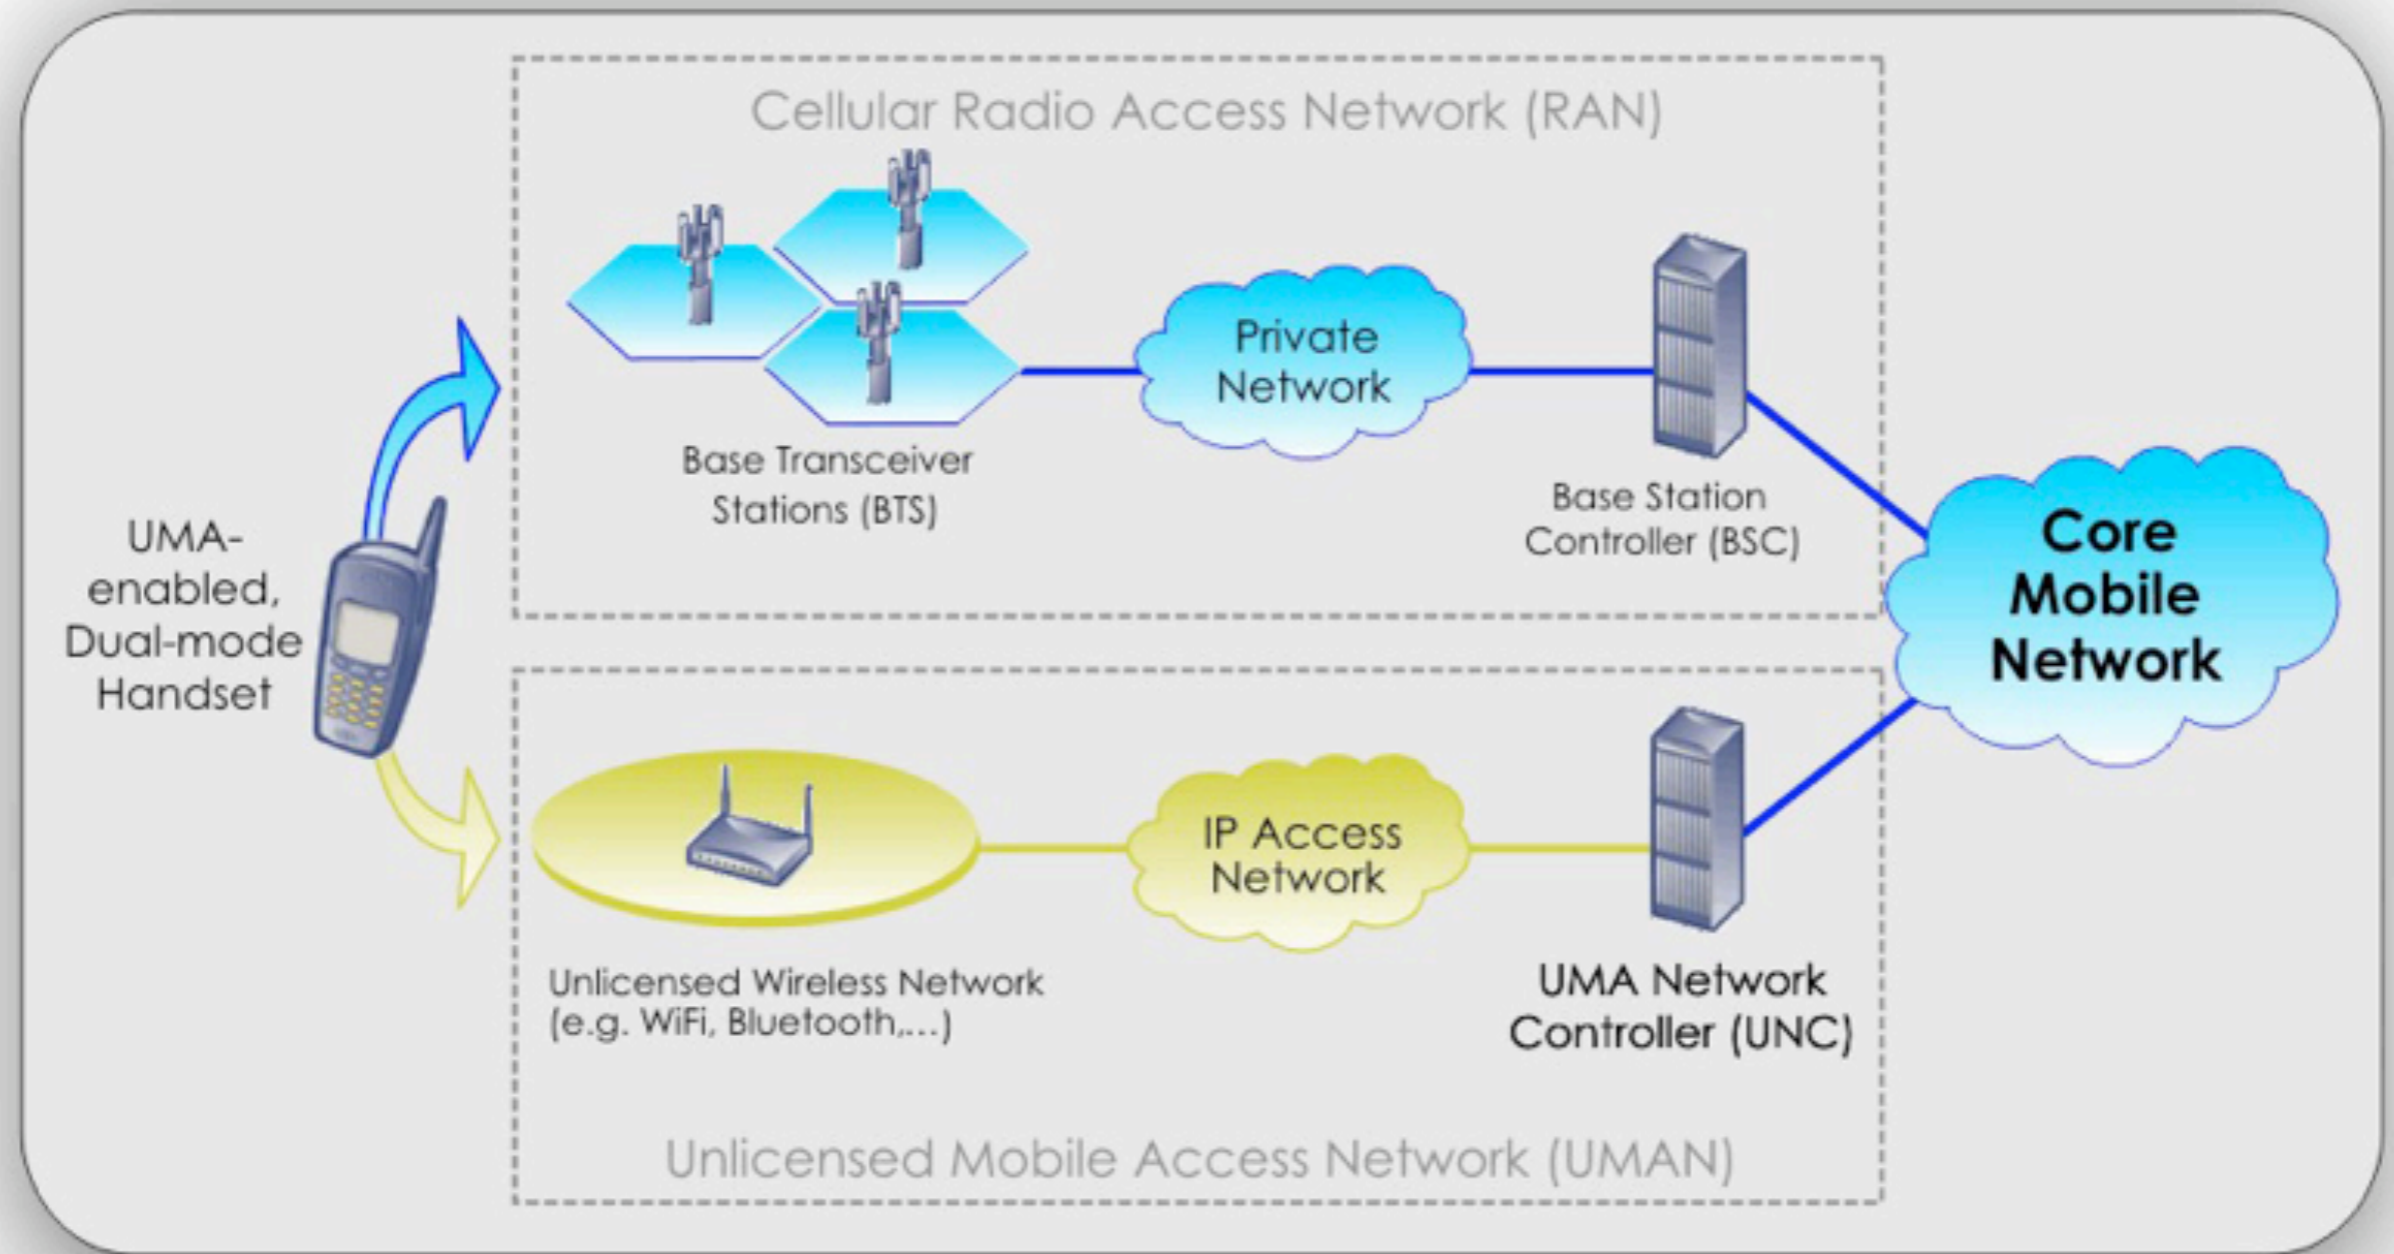 Cellular Radio Access Network (RAN)
Private
Network
Base Transceiver
Stations (BTS)
Base Station
Controller (BSC)
UMA-
enabled,
Dual-mode
Handset
Core
Mobile
Network
IP Access
Network
Unlicensed Wireless Network
(e.g. WiFi, Bluetooth,...)
UMA Network
Controller (UNC)
Unlicensed Mobile Access Network (UMAN)